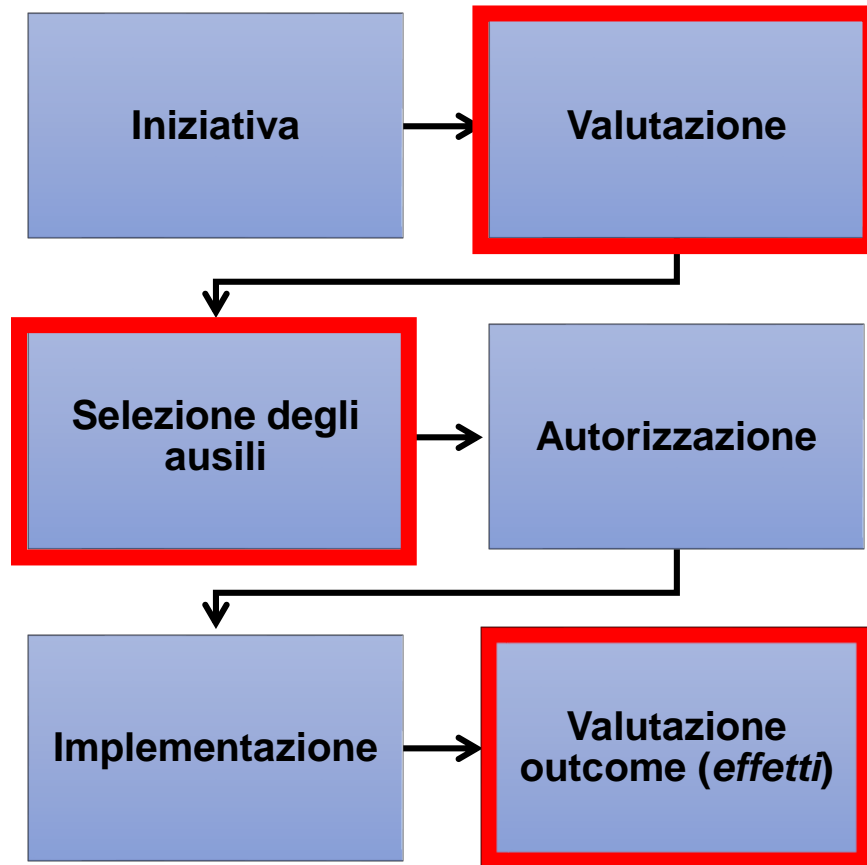 Iniziativa
Valutazione
Selezione degli
ausili
Autorizzazione
Implementazione
Valutazione
outcome (effetti)